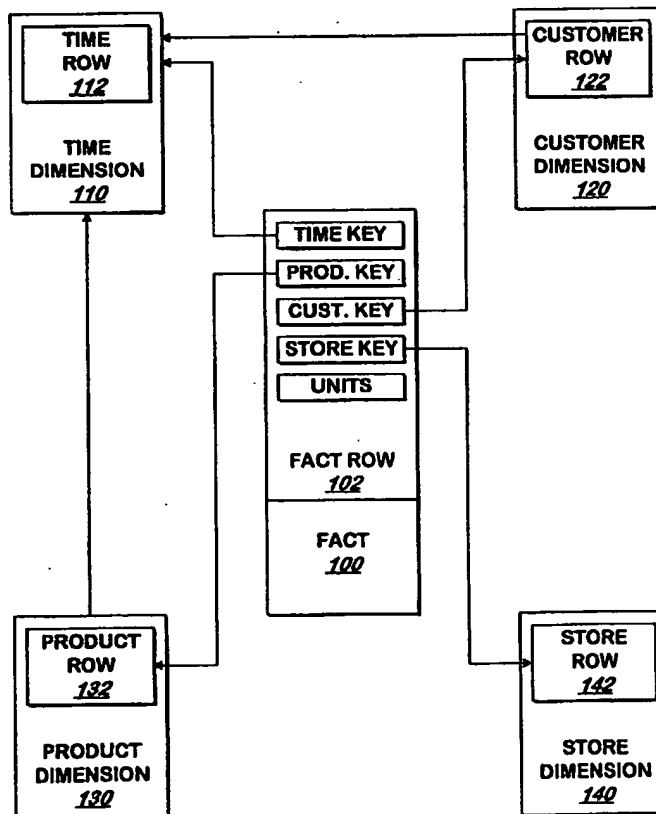 TIME
ROW
112
TIME
DIMENSION
110
CUSTOMER
ROW
122
CUSTOMER
DIMENSION
120
TIME KEY
PROD. KEY
CUST. KEY
STORE KEY
UNITS
FACT ROW
102
FACT
100
PRODUCT
ROW
132
PRODUCT
DIMENSION
130
STORE
ROW
142
STORE
DIMENSION
140